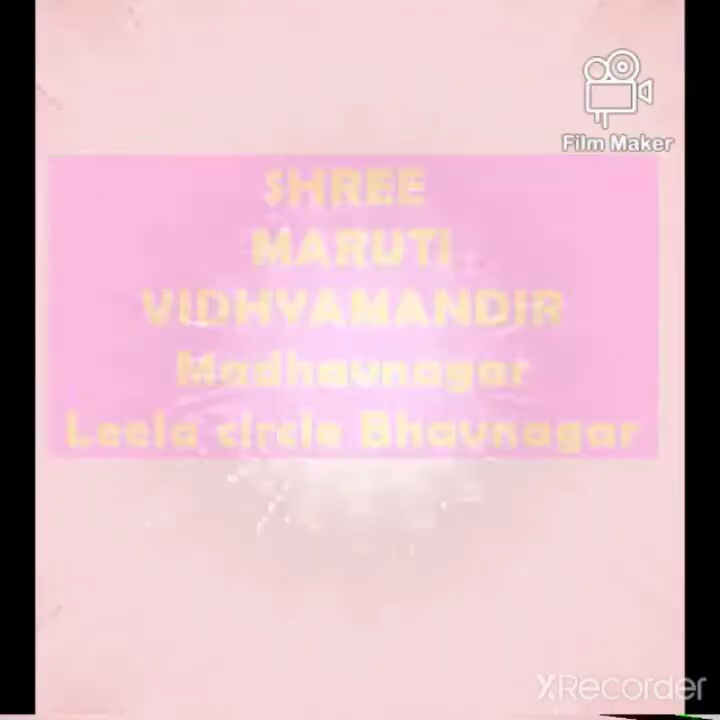 Film Maker
SHREE
MARUTI
VIDHYAMANDIR
Madhavnagar
Leela circle Bhavnagar
XRecorder